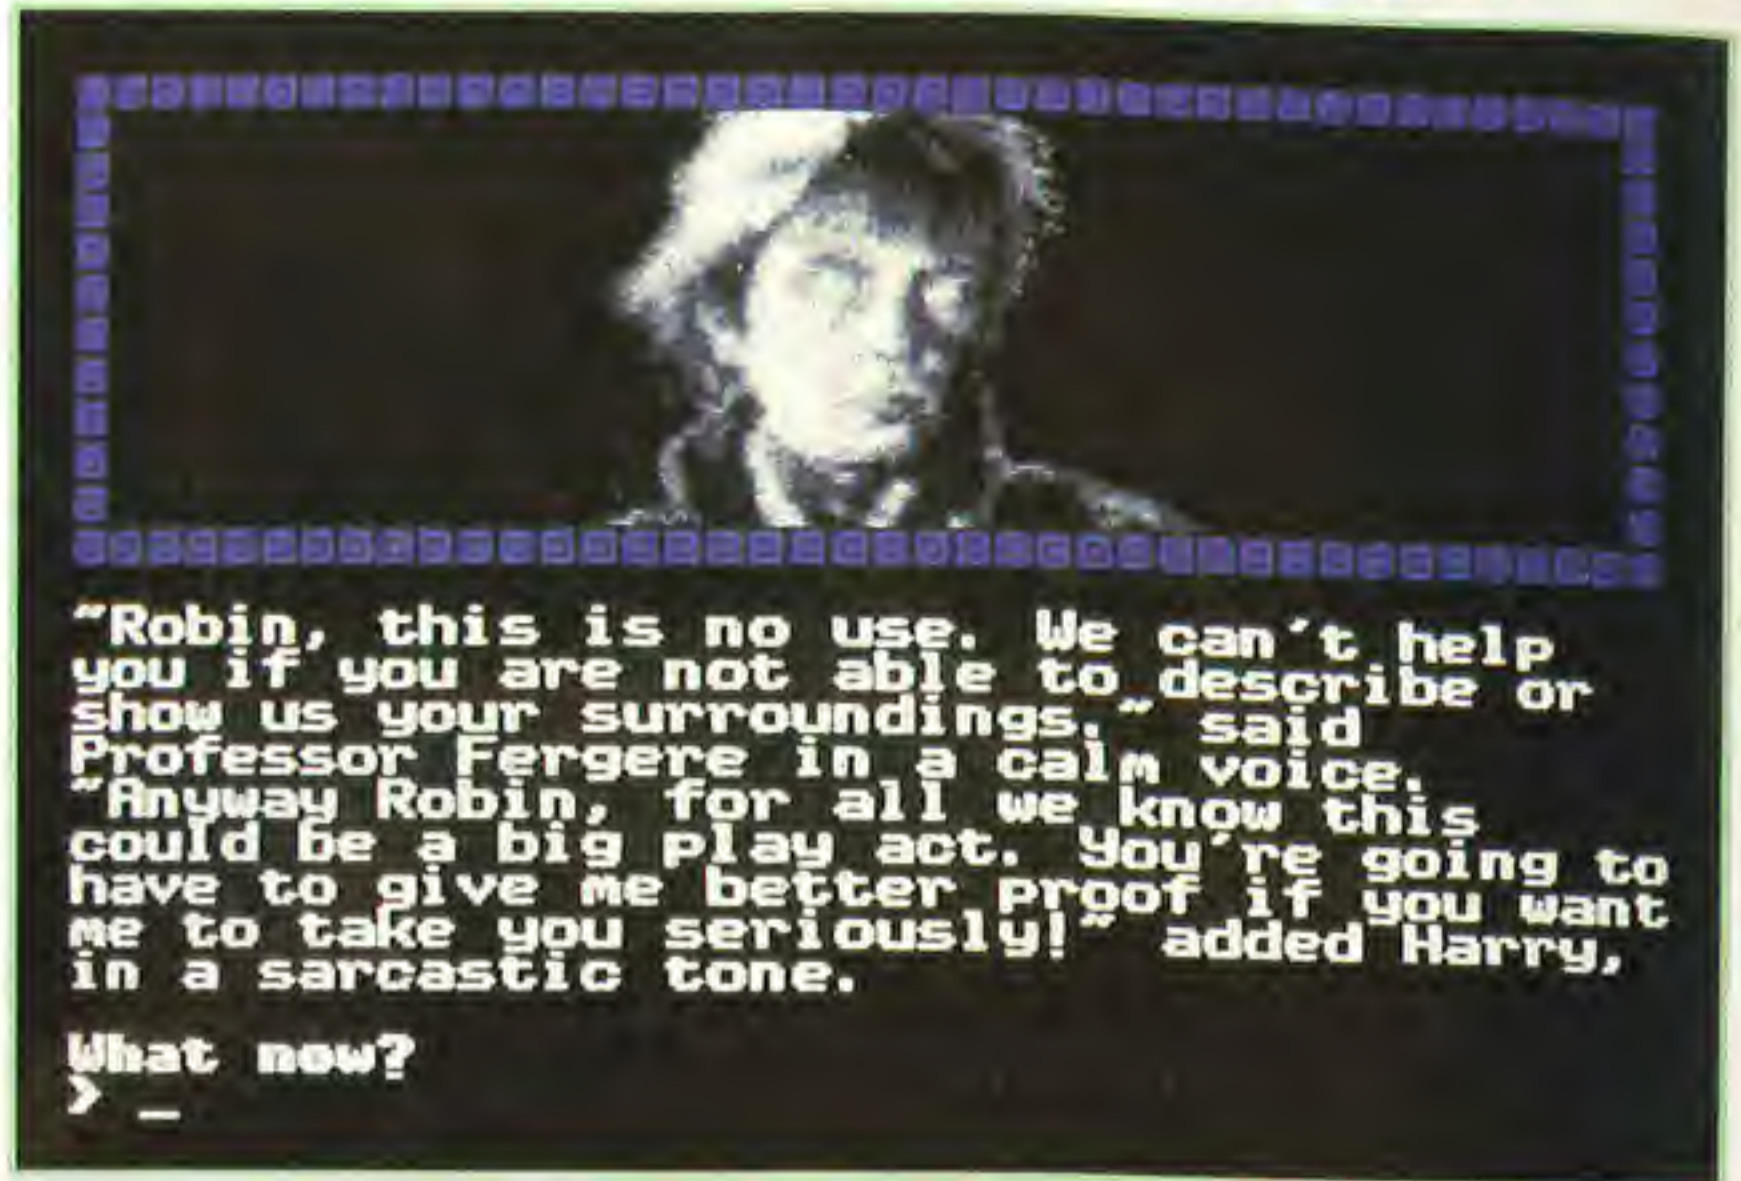 "Robin, this is no use. We can't help
you if you are not able to describe or
show us your surroundings." said
Professor Fergere in a calm voice.
"Anyway Robin, for all we know this
could be a big play act. You're going to
have to give me better proof if you want
me to take you seriously!" added Harry,
in a sarcastic tone.
What now?
> _